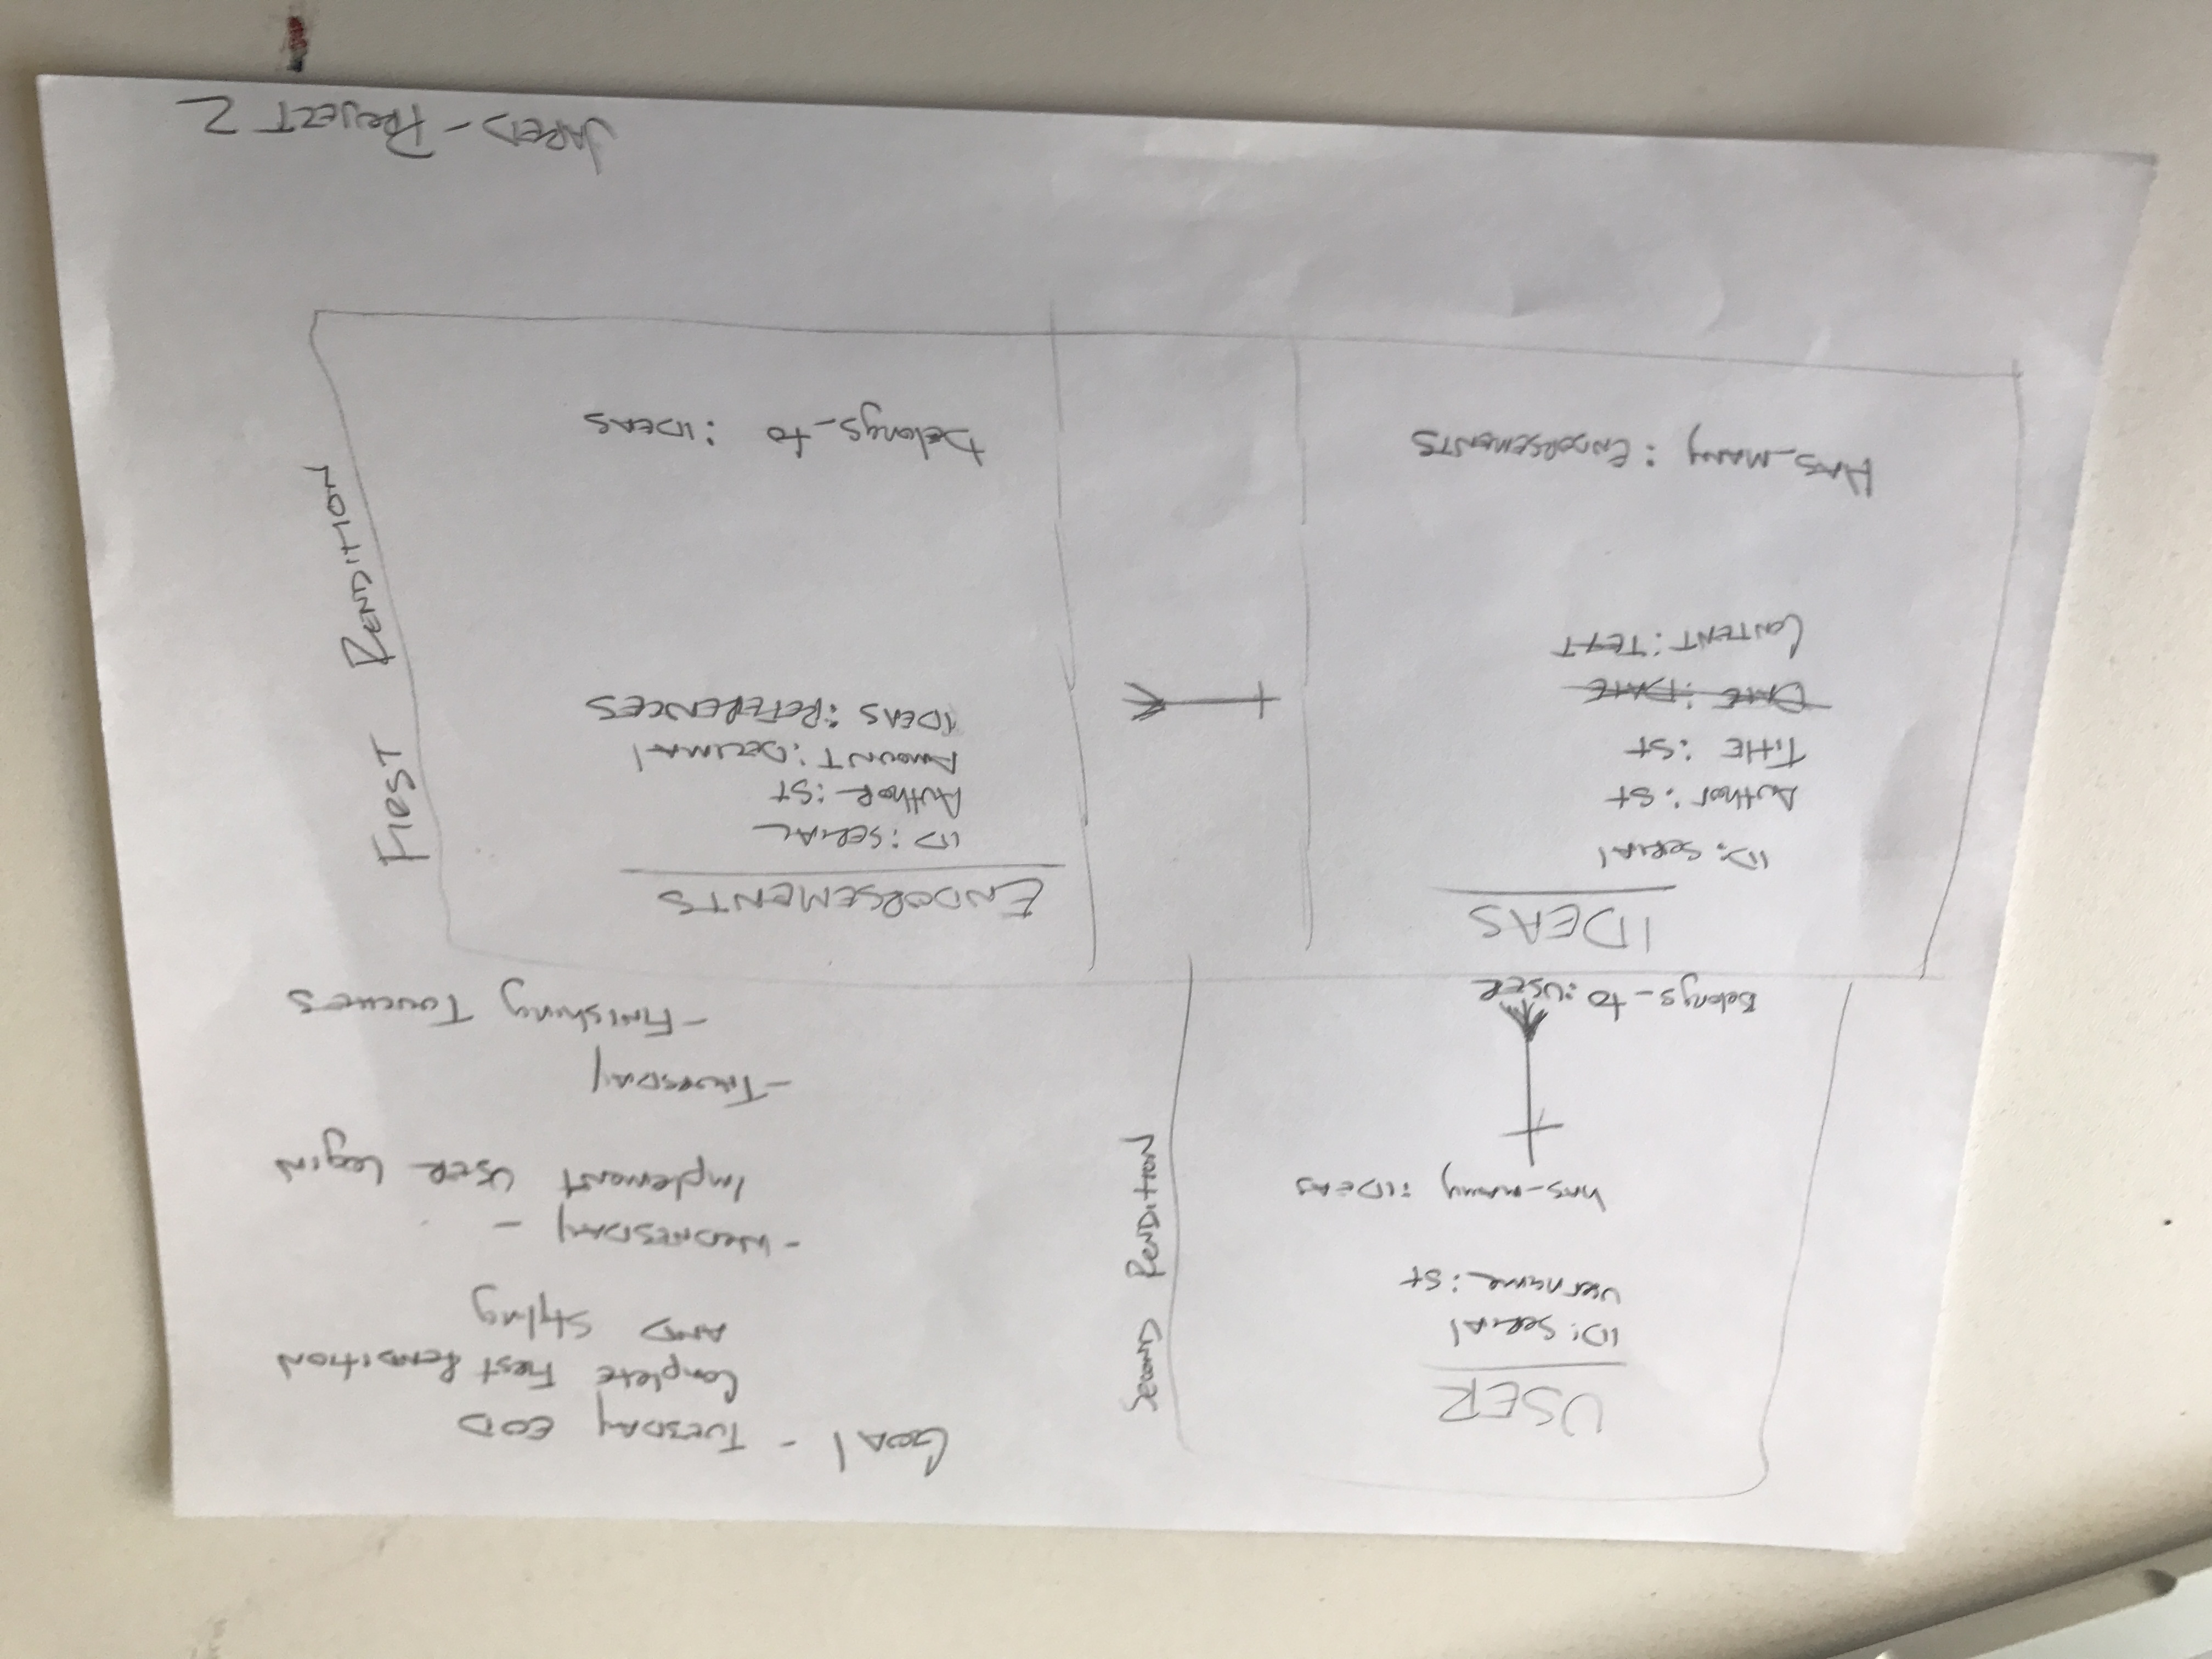 USER
ID: SERIAL
username : st
has_many : IDEAS
Belongs_to :USER
SECOND RENDITION
GOAl - TUESDAY EOD
Complete First Rendition
AND Styling
- WEDNESDAY -
Implement USER Login
- THURSDAY
- Finishing TOUCHES
IDEAS
ID: SERIAl
Author : St
TitlE : St
DATE : DATE
CONTENT : TEXT
HAS_MANY : ENDORSEMENTS
ENDORSEMENTS
ID : SERIAL
AuthoR : St
AMOUNT : DECIMAl
IDEAS : REFERENCES
belongs_to : IDEAS
FIRST RENDITION
JARED - PROJECT 2